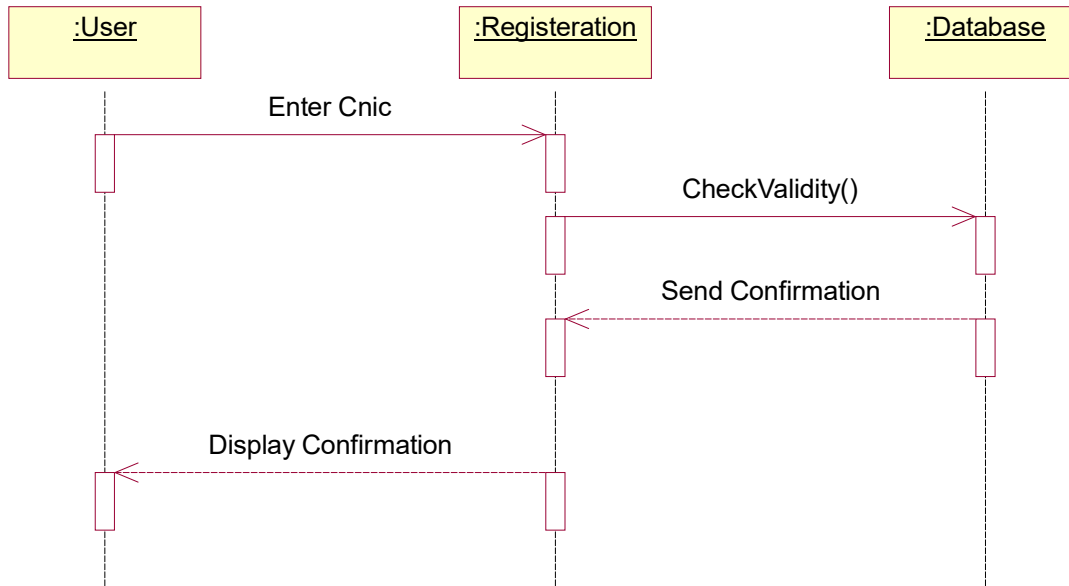 :User
:Registeration
:Database
Enter Cnic
CheckValidity()
Send Confirmation
Display Confirmation